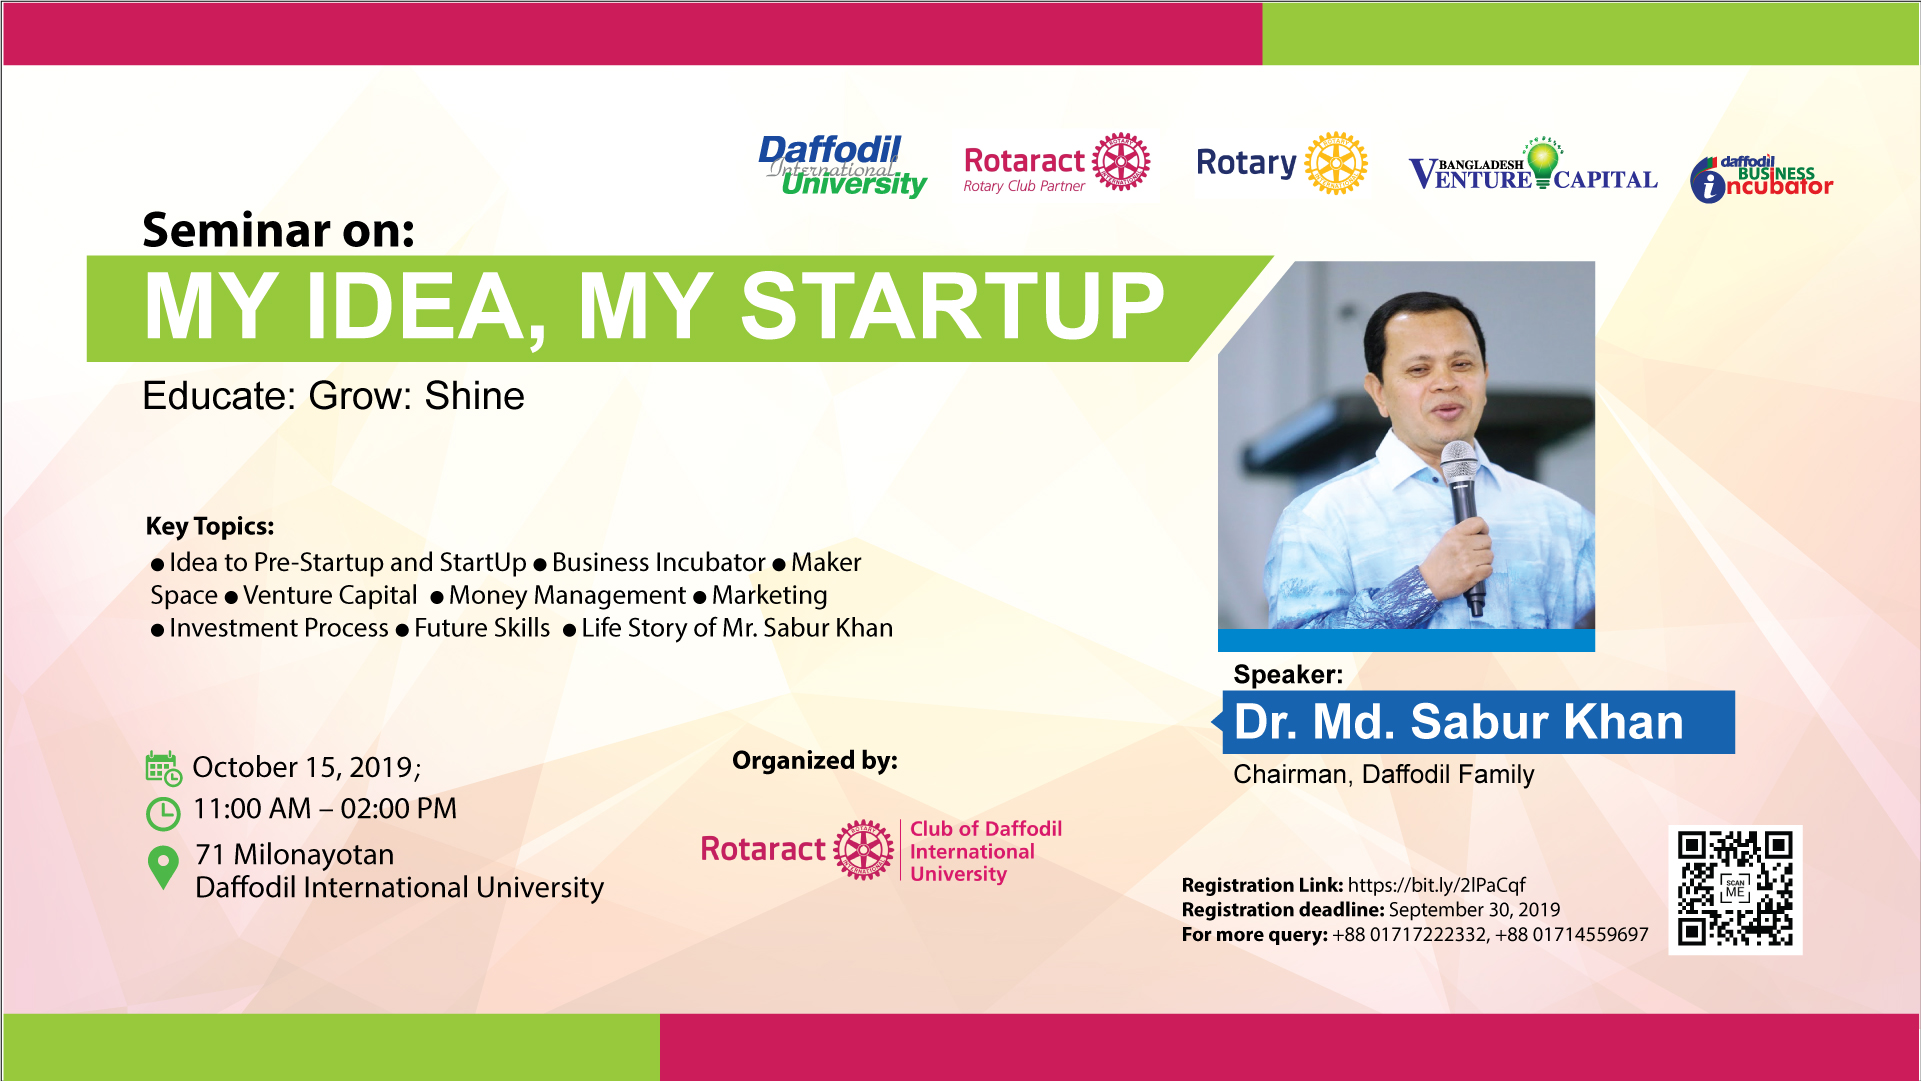 Daffodil
International
University
Rotaract
Rotary Club Partner
Rotary
BANGLADESH
VENTURE CAPITAL
daffodil
BUSINESS
incubator
Seminar on:
MY IDEA, MY STARTUP
Educate: Grow: Shine
Key Topics:
● Idea to Pre-Startup and StartUp ● Business Incubator ● Maker
Space ● Venture Capital ● Money Management ● Marketing
● Investment Process ● Future Skills ● Life Story of Mr. Sabur Khan
October 15, 2019;
11:00 AM – 02:00 PM
71 Milonayotan
Daffodil International University
Organized by:
Rotaract
Club of Daffodil
International
University
Speaker:
Dr. Md. Sabur Khan
Chairman, Daffodil Family
Registration Link: https://bit.ly/2lPaCqf
Registration deadline: September 30, 2019
For more query: +88 01717222332, +88 01714559697
SCAN
ME